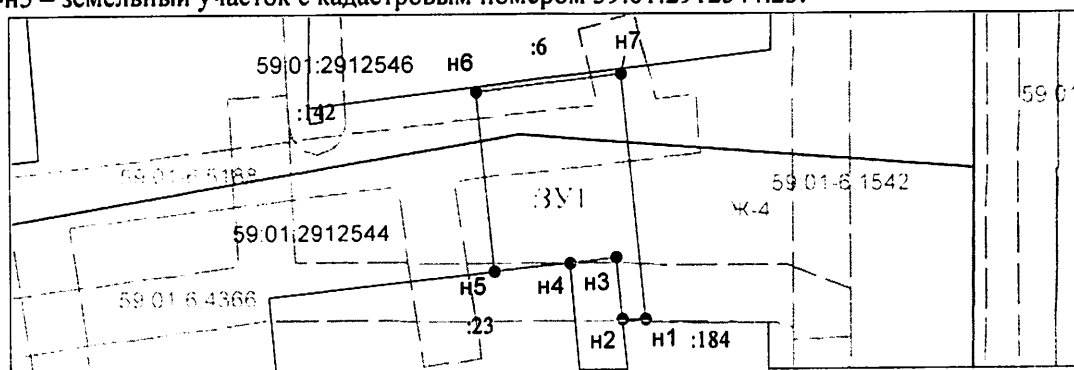 н5 – земельный участок с кадастровым номером 59:01:2912544:23.
н7
:6
н6
59:01:2912546
59:01
:142
59:01-6.5188
59:01-6.1542
:ЗУ1
Ж-4
59:01:2912544
н3
н4
н5
59:01-6.4366
:23
н2
н1
:184